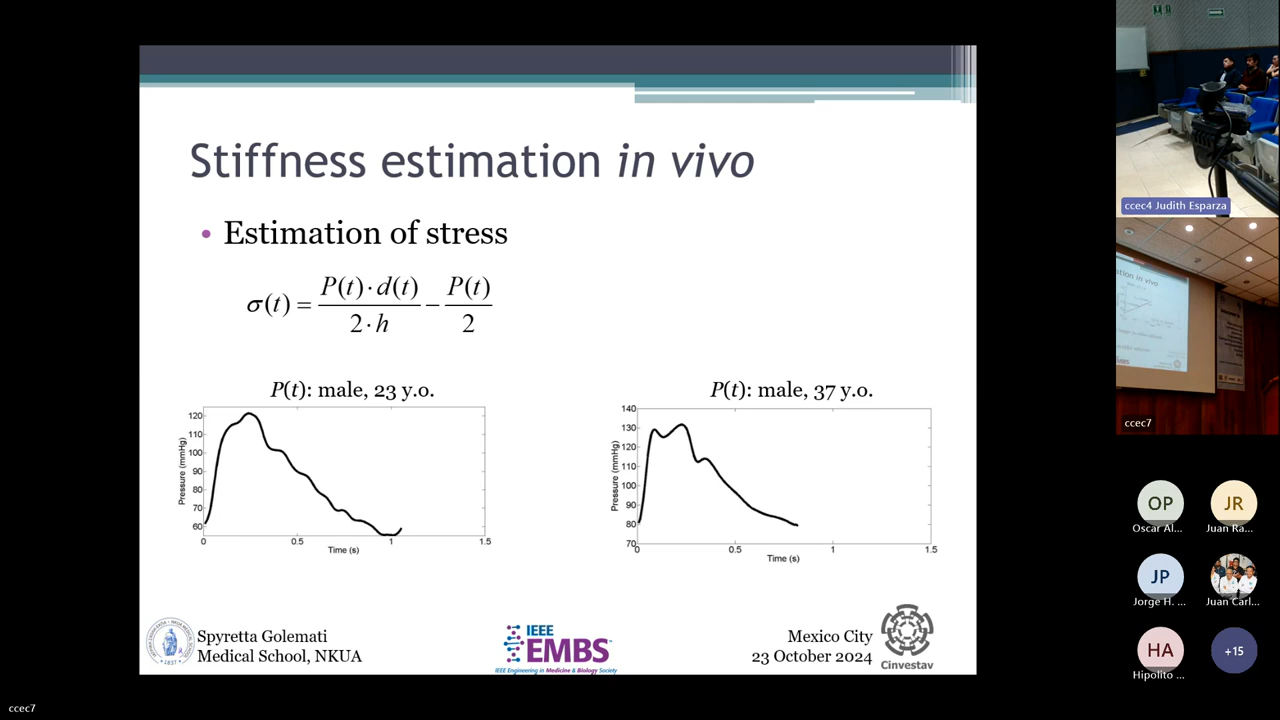 Stiffness estimation in vivo
• Estimation of stress
σ(t) = P(t)·d(t) / 2·h − P(t) / 2
P(t): male, 23 y.o.
120
110
100
90
80
70
60
0
0.5
1
1.5
Pressure (mmHg)
Time (s)
P(t): male, 37 y.o.
140
130
120
110
100
90
80
70
0
0.5
1
1.5
Pressure (mmHg)
Time (s)
Spyretta Golemati
Medical School, NKUA
1837
IEEE
EMBS
IEEE Engineering in Medicine & Biology Society
Mexico City
23 October 2024
Cinvestav
ccec4 Judith Esparza
ccec7
OP
Oscar Al...
JR
Juan Ra...
JP
Jorge H. ...
Juan Carl...
HA
Hipolito ...
+15
ccec7